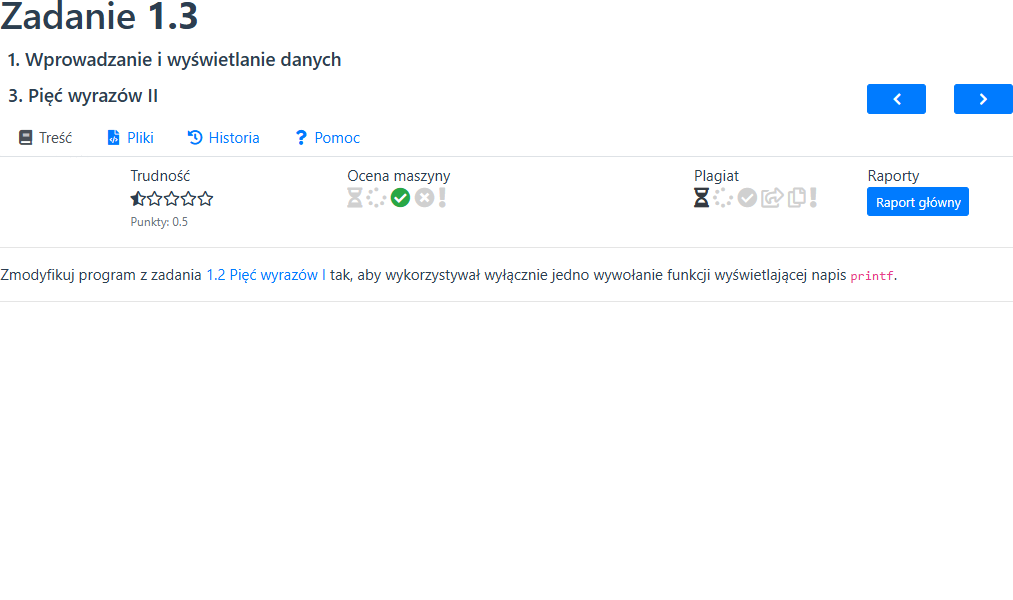 Zadanie 1.3
1. Wprowadzanie i wyświetlanie danych
3. Pięć wyrazów II
Treść Pliki Historia Pomoc
Trudność Ocena maszyny Plagiat Raporty
Raport główny
Punkty: 0.5
Zmodyfikuj program z zadania 1.2 Pięć wyrazów I tak, aby wykorzystywał wyłącznie jedno wywołanie funkcji wyświetlającej napis printf.